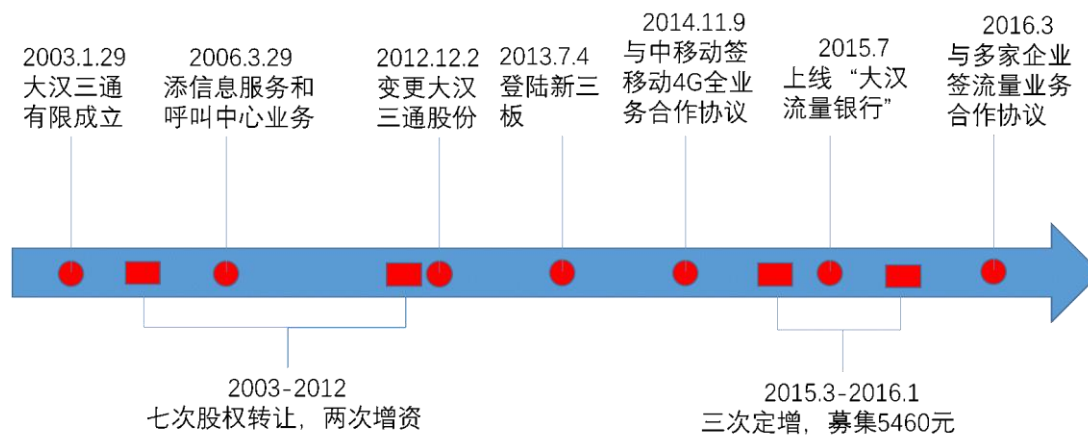 2003.1.29
大汉三通
有限成立
2006.3.29
添信息服务和
呼叫中心业务
2012.12.2
变更大汉
三通股份
2013.7.4
登陆新三
板
2014.11.9
与中移动签
移动4G全业
务合作协议
2015.7
上线“大汉
流量银行”
2016.3
与多家企业
签流量业务
合作协议
2003-2012
七次股权转让，两次增资
2015.3-2016.1
三次定增，募集5460元